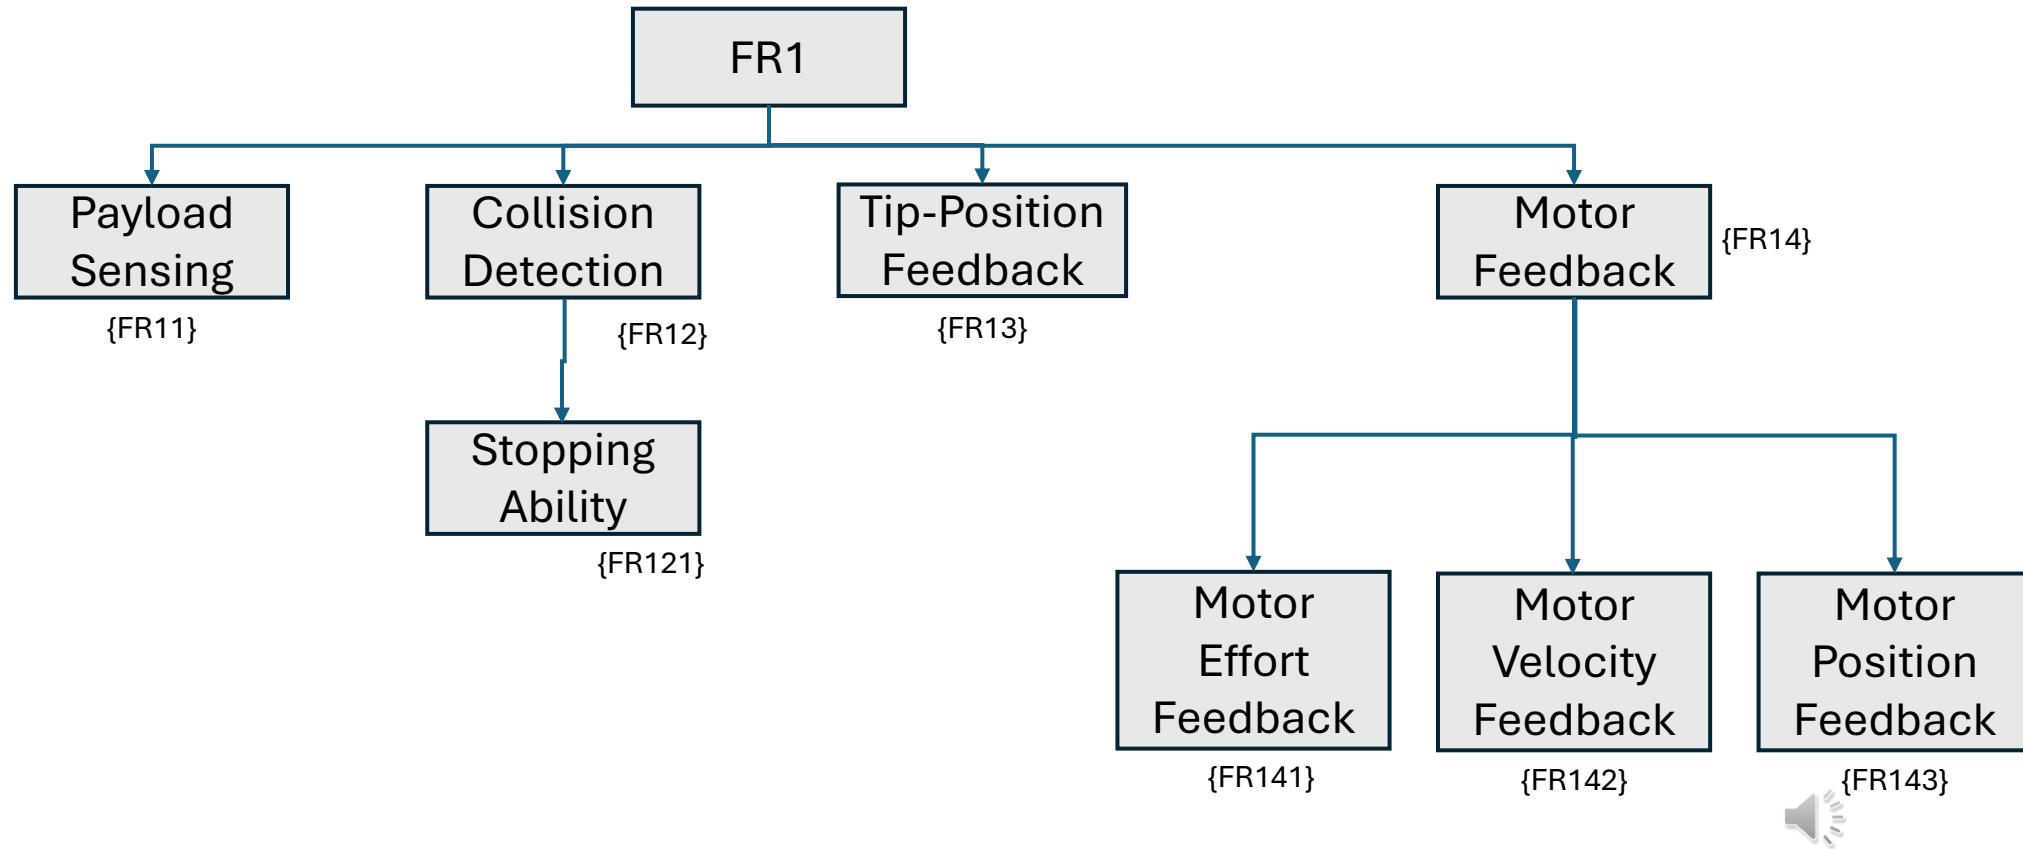 FR1
Payload
Sensing
{FR11}
Collision
Detection
{FR12}
Tip-Position
Feedback
{FR13}
Motor
Feedback
{FR14}
Stopping
Ability
{FR121}
Motor
Effort
Feedback
{FR141}
Motor
Velocity
Feedback
{FR142}
Motor
Position
Feedback
{FR143}